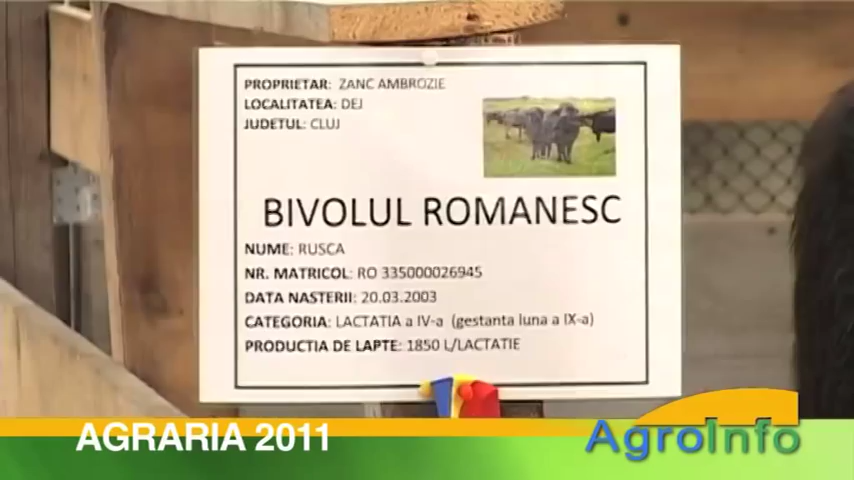 PROPRIETAR: ZANC AMBROZIE
LOCALITATEA: DEJ
JUDETUL: CLUJ
BIVOLUL ROMANESC
NUME: RUSCA
NR. MATRICOL: RO 335000026945
DATA NASTERII: 20.03.2003
CATEGORIA: LACTATIA a IV-a (gestanta luna a IX-a)
PRODUCTIA DE LAPTE: 1850 L/LACTATIE
AGRARIA 2011
AgroInfo